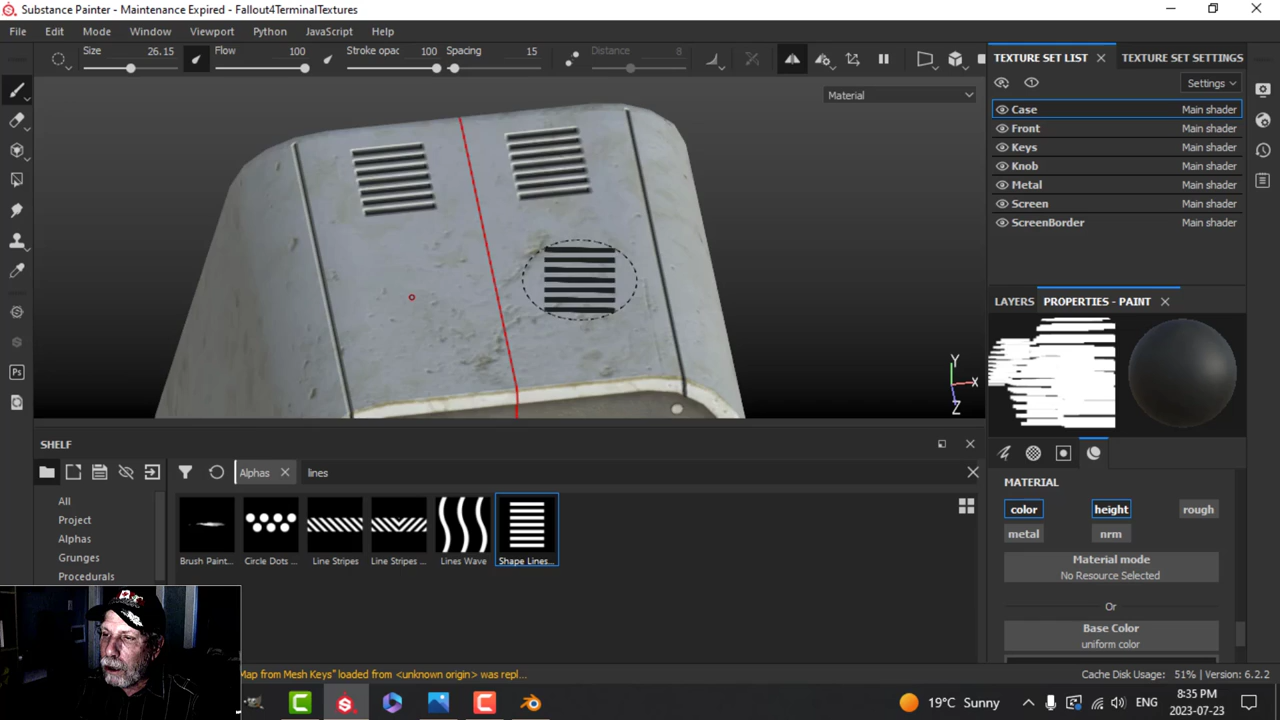 Substance Painter - Maintenance Expired - Fallout4TerminalTextures
File Edit Mode Window Viewport Python JavaScript Help
Size 26.15 Flow 100 Stroke opac 100 Spacing 15 Distance 8
TEXTURE SET LIST TEXTURE SET SETTINGS
Settings
Material
Case Main shader
Front Main shader
Keys Main shader
Knob Main shader
Metal Main shader
Screen Main shader
ScreenBorder Main shader
LAYERS PROPERTIES - PAINT
Y
X
Z
SHELF
Alphas lines
All
Project
Alphas
Grunges
Procedurals
Brush Paint... Circle Dots ... Line Stripes Line Stripes ... Lines Wave Shape Lines...
MATERIAL
color height rough
metal nrm
Material mode
No Resource Selected
Or
Base Color
uniform color
Map from Mesh Keys" loaded from <unknown origin> was repl...
Cache Disk Usage: 51% | Version: 6.2.2
Ps
19°C Sunny
ENG
8:35 PM
2023-07-23